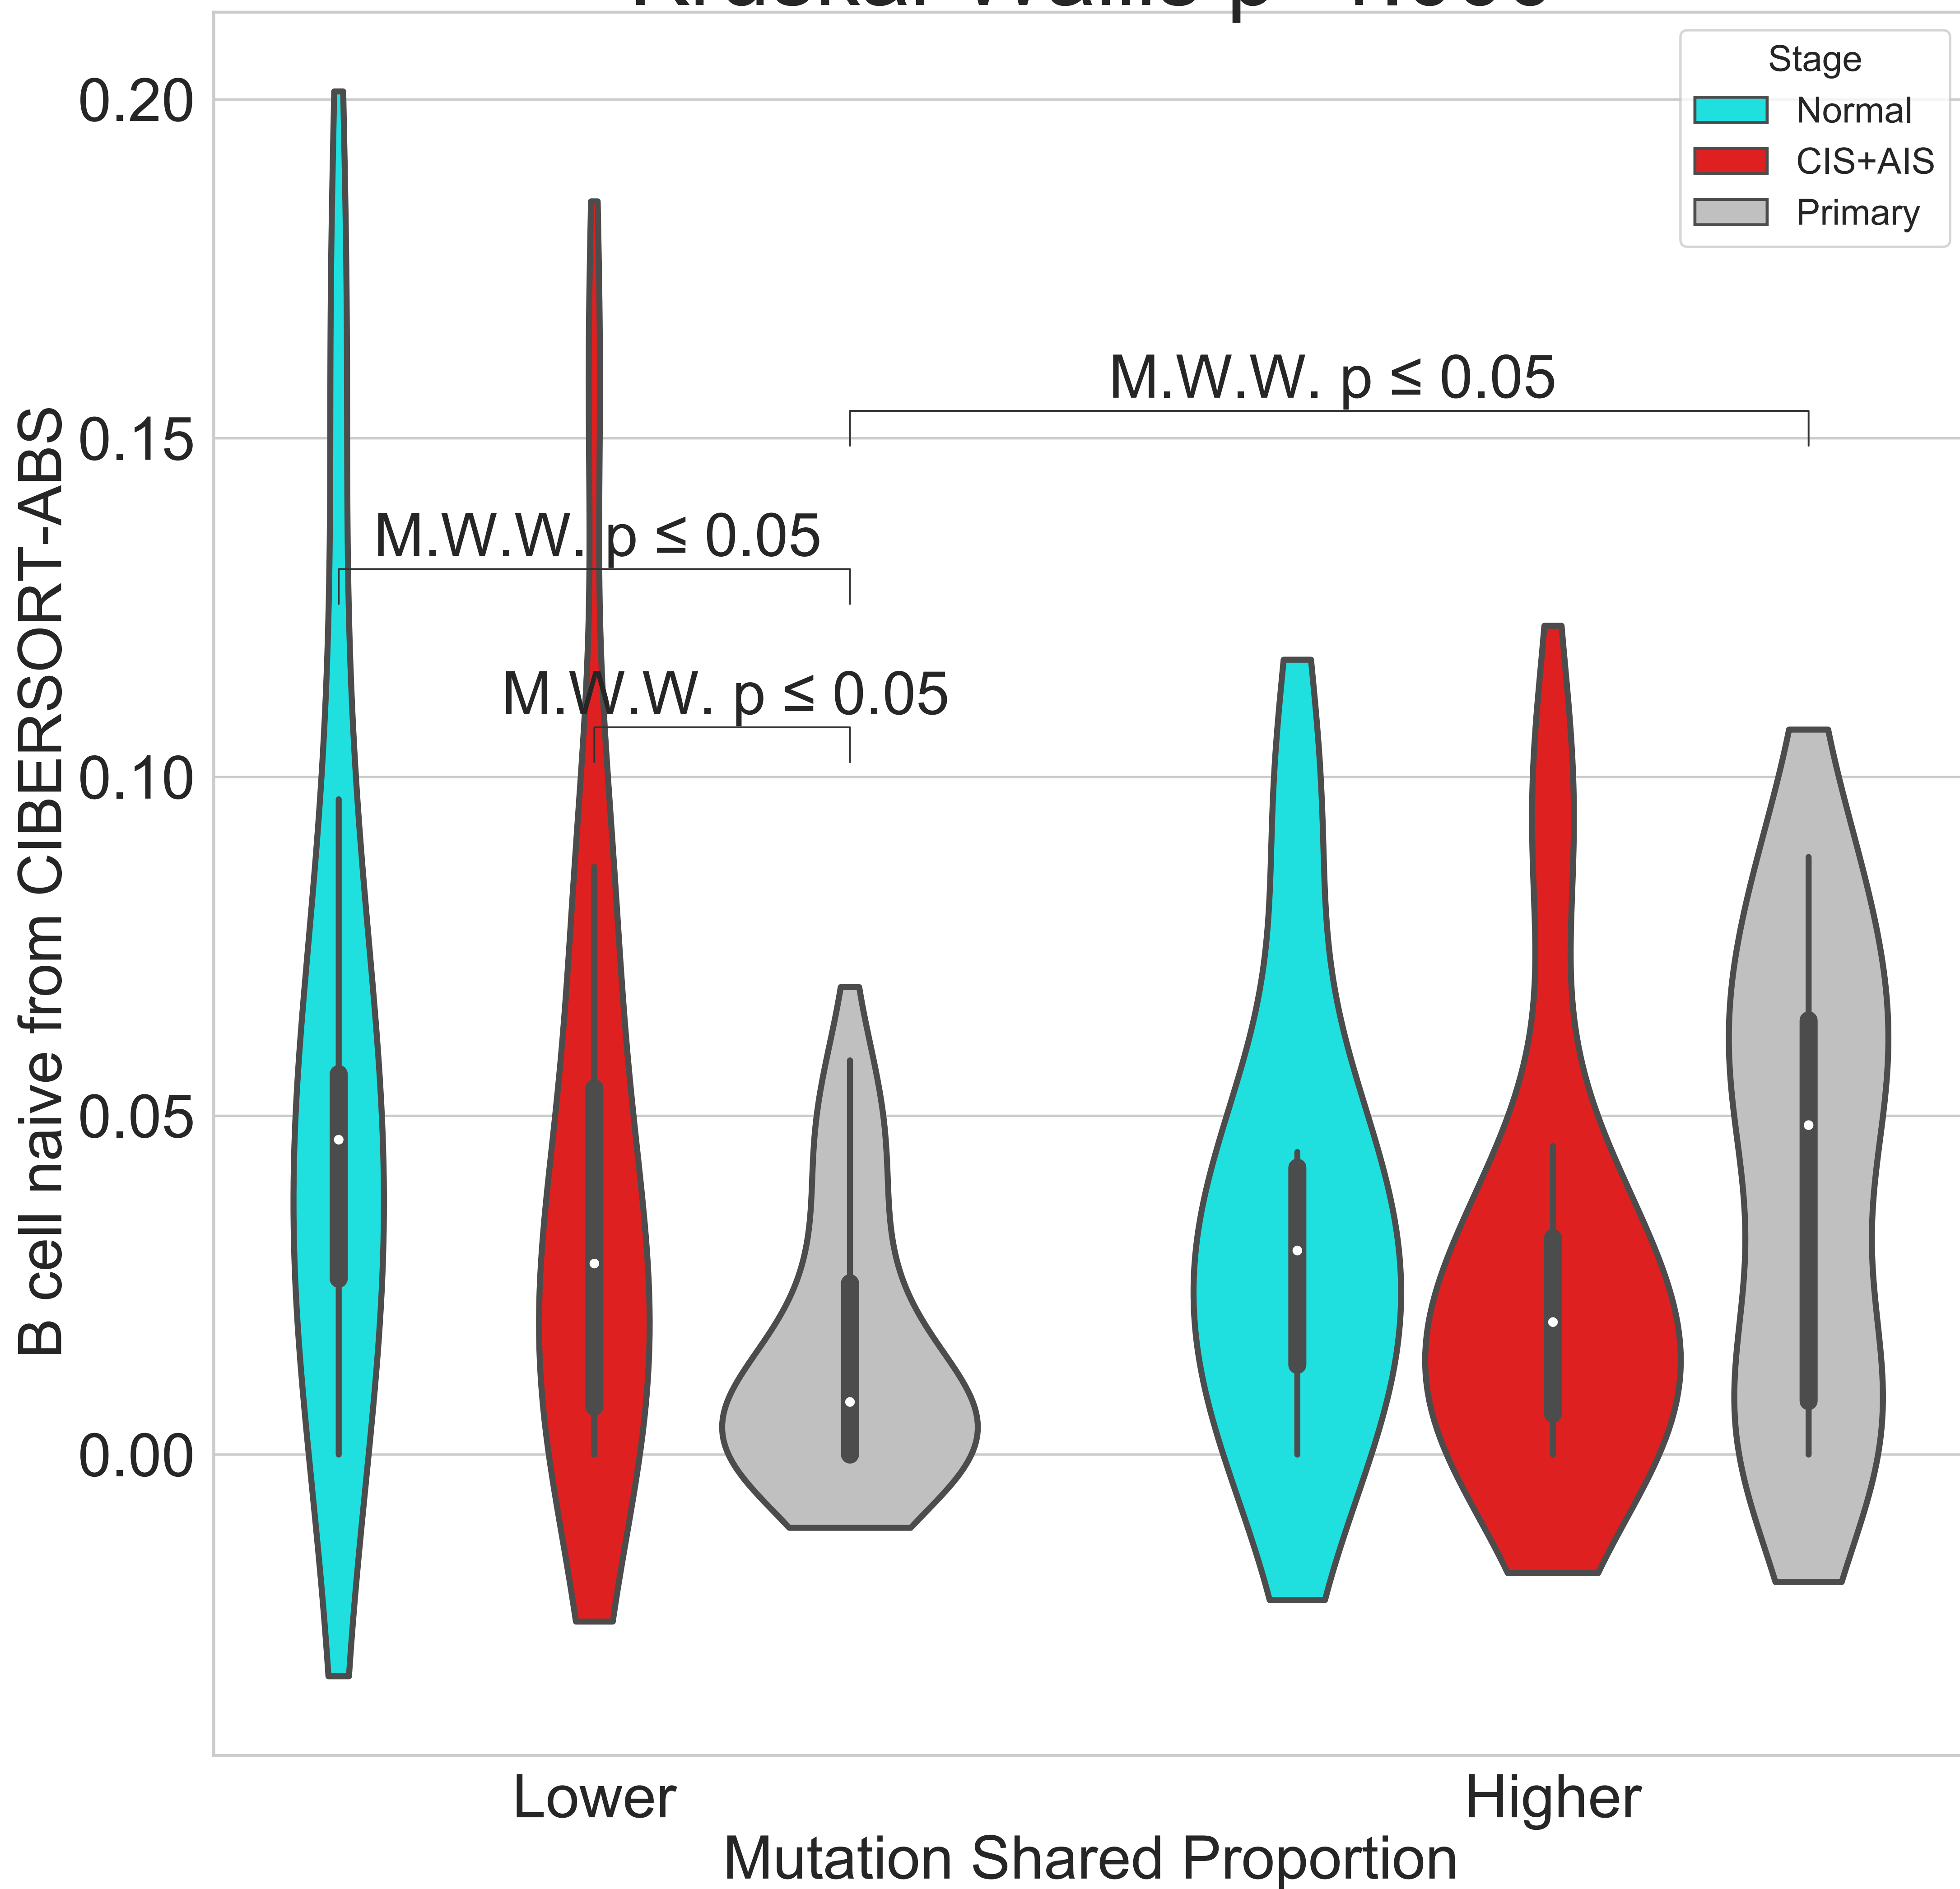 Stage
Normal
CIS+AIS
Primary
0.20
0.15
0.10
0.05
0.00
B cell naive from CIBERSORT-ABS
M.W.W. p ≤ 0.05
M.W.W. p ≤ 0.05
M.W.W. p ≤ 0.05
Lower
Higher
Mutation Shared Proportion